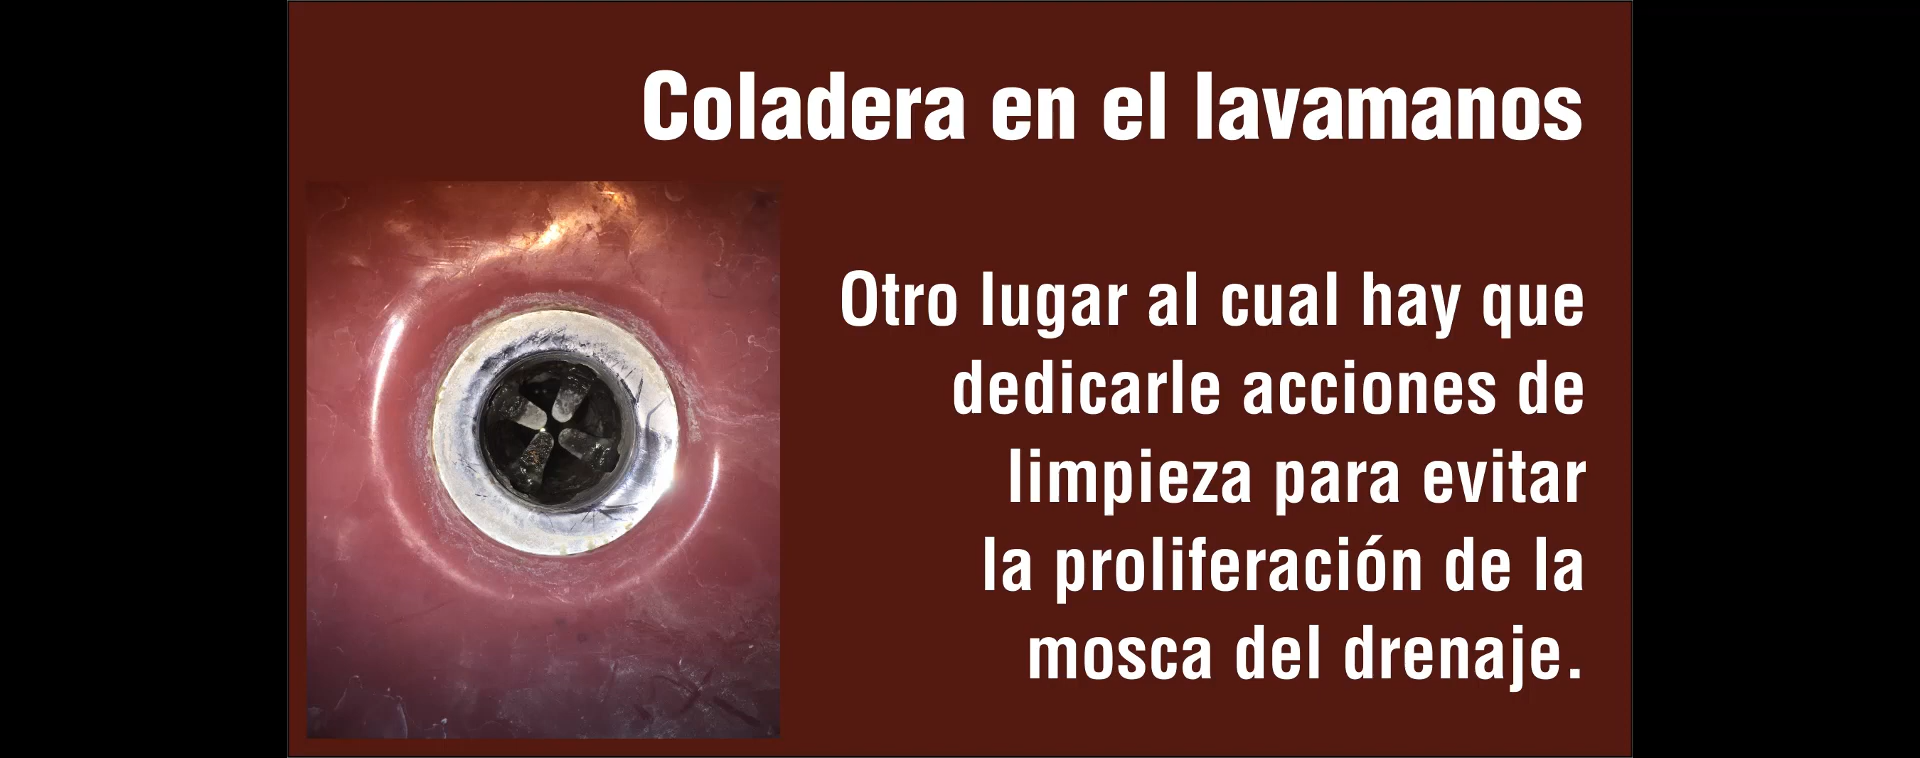 Coladera en el lavamanos
Otro lugar al cual hay que
dedicarle acciones de
limpieza para evitar
la proliferación de la
mosca del drenaje.